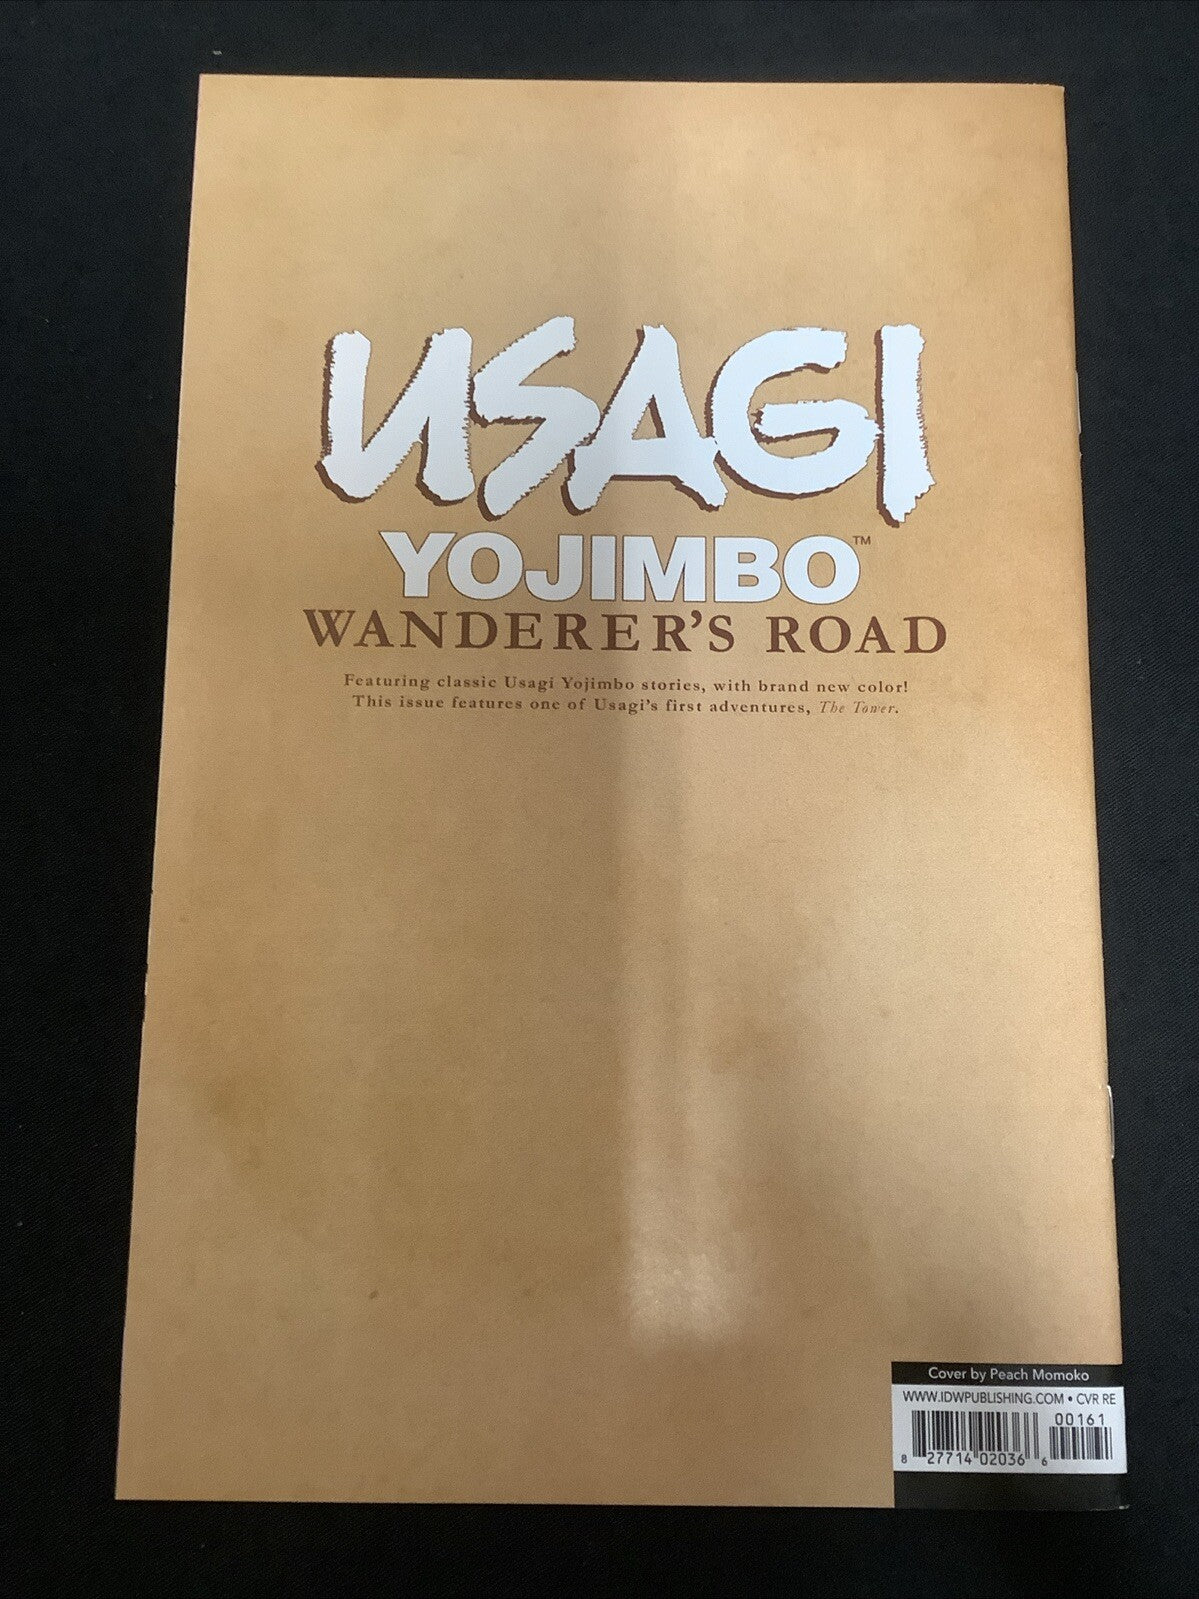 USAGI
YOJIMBO™
WANDERER'S ROAD
Featuring classic Usagi Yojimbo stories, with brand new color!
This issue features one of Usagi's first adventures, The Tower.
Cover by Peach Momoko
WWW.IDWPUBLISHING.COM • CVR RE
00161
8 27714 02036 6